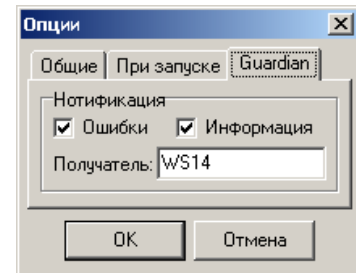 Опции
Общие При запуске Guardian
Нотификация
Ошибки Информация
Получатель: WS14
OK Отмена